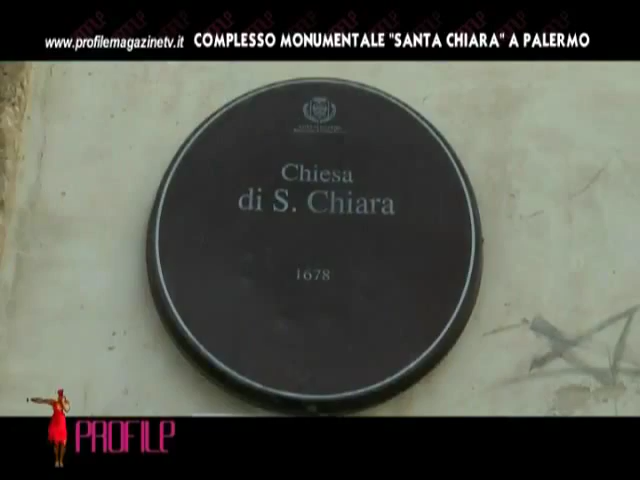 www.profilemagazinetv.it COMPLESSO MONUMENTALE "SANTA CHIARA" A PALERMO
Chiesa
di S. Chiara
1678
PROFILE